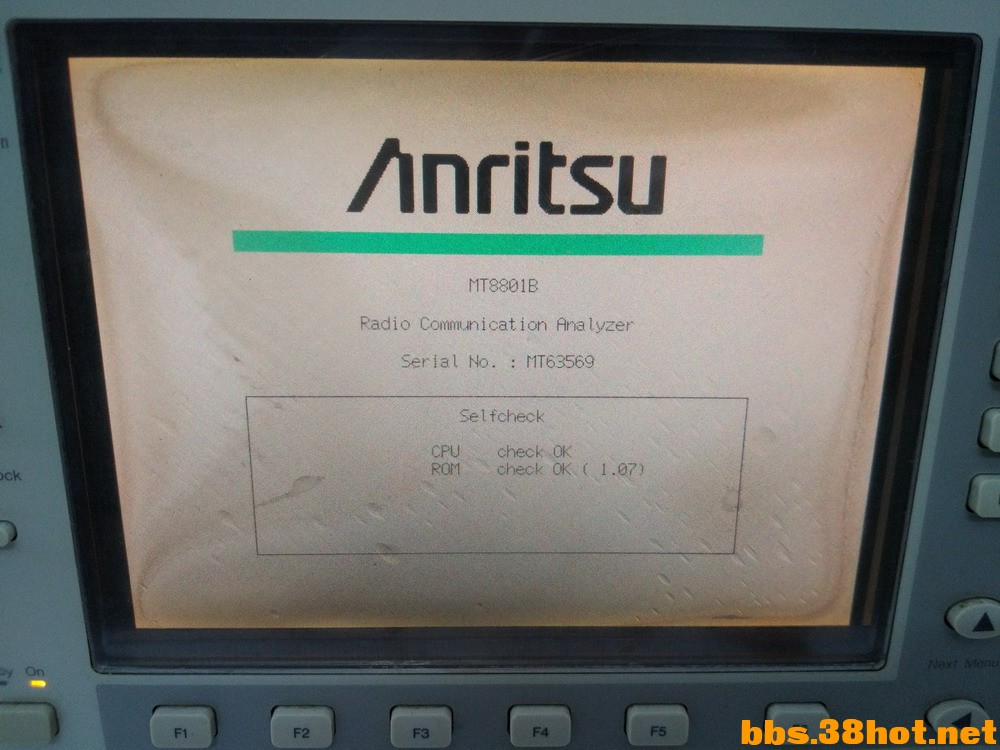 Anritsu
MT8801B
Radio Communication Analyzer
Serial No. : MT63569
Selfcheck
CPU check OK
ROM check OK ( 1.07)
ock
On
Next Menu
F1 F2 F3 F4 F5
bbs.38hot.net